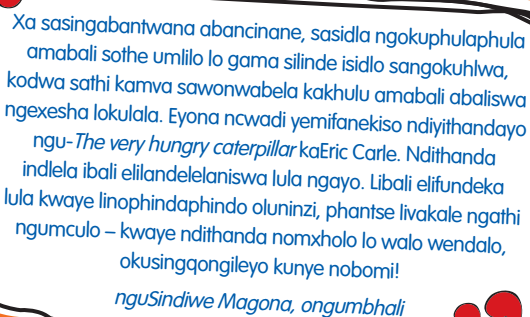 Xa sasingabantwana abancinane, sasidla ngokuphulaphula
amabali sothe umlilo lo gama silinde isidlo sangokuhlwa,
kodwa sathi kamva sawonwabela kakhulu amabali abaliswa
ngexesha lokulala. Eyona ncwadi yemifanekiso ndiyithandayo
ngu-The very hungry caterpillar kaEric Carle. Ndithanda
indlela ibali elilandelelaniswa lula ngayo. Libali elifundeka
lula kwaye linophindaphindo oluninzi, phantse livakale ngathi
ngumculo – kwaye ndithanda nomxholo lo walo wendalo,
okusingqongileyo kunye nobomi!
nguSindiwe Magona, ongumbhali